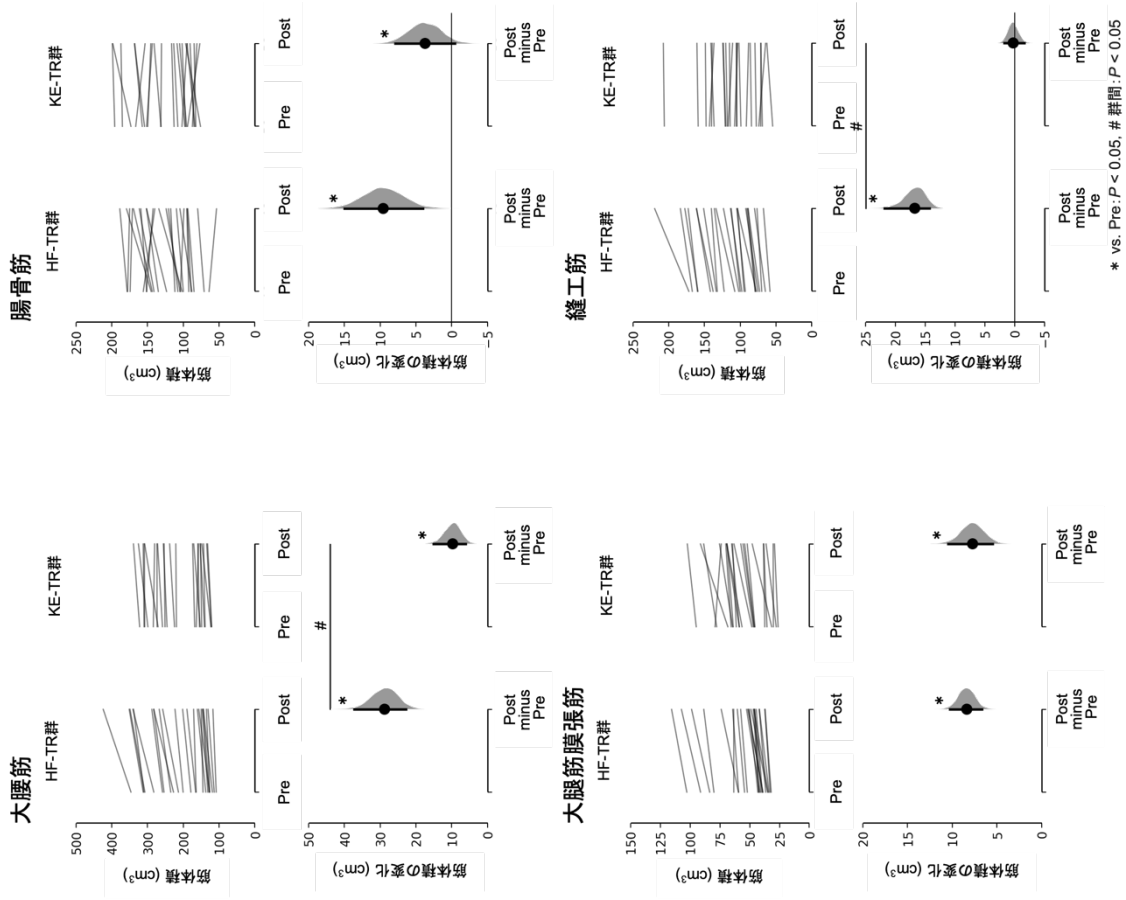 大腰筋
HF-TR群
KE-TR群
筋体積 (cm³)
500
400
300
200
100
0
Pre
Post
Pre
Post
筋体積の変化 (cm³)
50
40
30
20
10
0
#
*
*
Post
minus
Pre
Post
minus
Pre
腸骨筋
HF-TR群
KE-TR群
筋体積 (cm³)
250
200
150
100
50
0
Pre
Post
Pre
Post
筋体積の変化 (cm³)
20
15
10
5
0
−5
*
*
Post
minus
Pre
Post
minus
Pre
大腿筋膜張筋
HF-TR群
KE-TR群
筋体積 (cm³)
150
125
100
75
50
25
0
Pre
Post
Pre
Post
筋体積の変化 (cm³)
20
15
10
5
0
*
*
Post
minus
Pre
Post
minus
Pre
縫工筋
HF-TR群
KE-TR群
筋体積 (cm³)
250
200
150
100
50
0
Pre
Post
Pre
Post
筋体積の変化 (cm³)
25
20
15
10
5
0
−5
#
*
Post
minus
Pre
Post
minus
Pre
* vs. Pre: P < 0.05, # 群間: P < 0.05